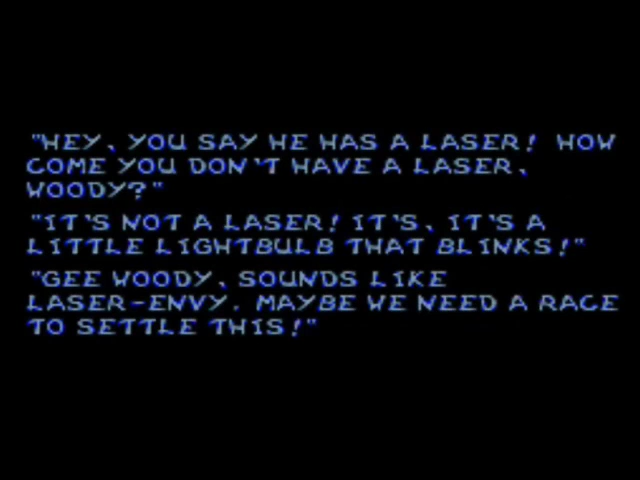 "HEY, YOU SAY HE HAS A LASER! HOW
COME YOU DON'T HAVE A LASER,
WOODY?"
"IT'S NOT A LASER! IT'S, IT'S A
LITTLE LIGHTBULB THAT BLINKS!"
"GEE WOODY, SOUNDS LIKE
LASER-ENVY. MAYBE WE NEED A RACE
TO SETTLE THIS!"